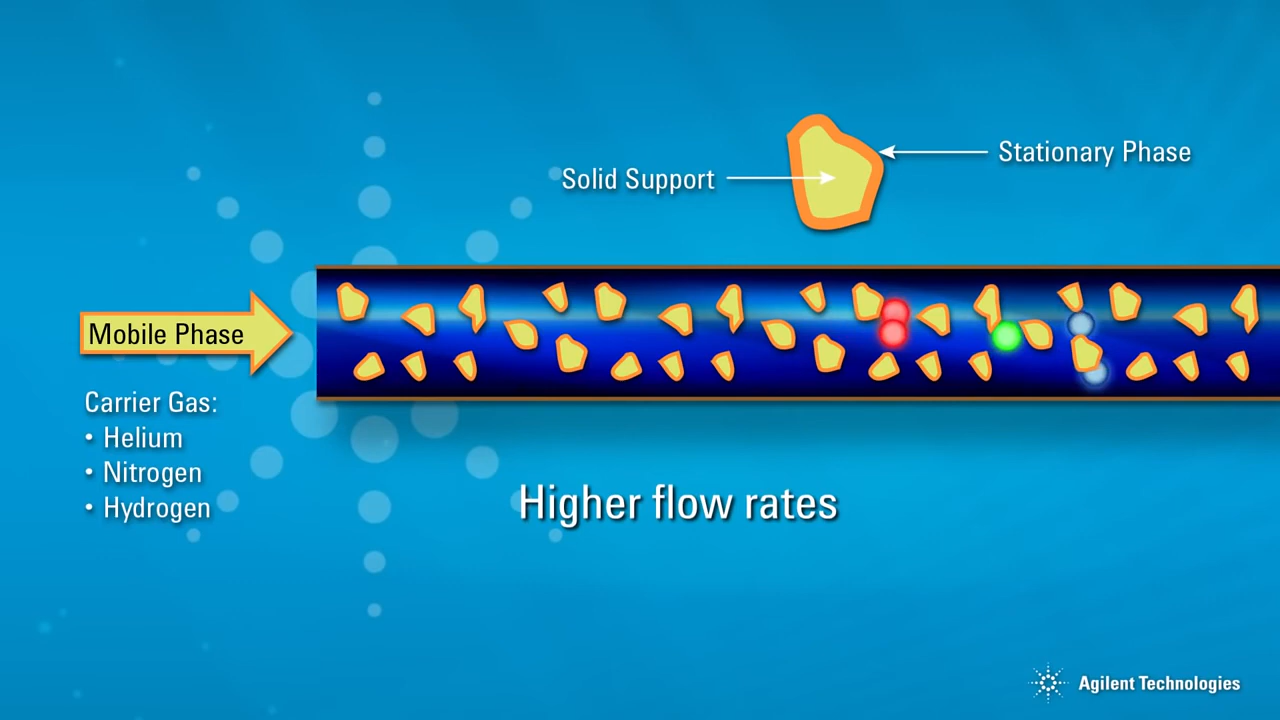 Stationary Phase
Solid Support
Mobile Phase
Carrier Gas:
• Helium
• Nitrogen
• Hydrogen
Higher flow rates
Agilent Technologies